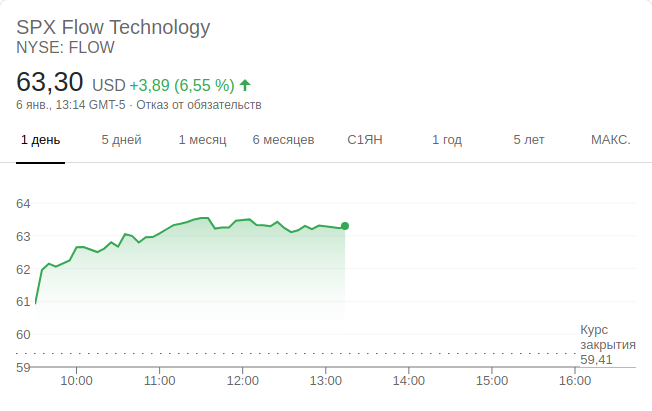 SPX Flow Technology
NYSE: FLOW
63,30 USD +3,89 (6,55 %)
6 янв., 13:14 GMT-5 · Отказ от обязательств
1 день 5 дней 1 месяц 6 месяцев С1ЯН 1 год 5 лет МАКС.
64
63
62
61
60
59
Курс
закрытия
59,41
10:00 11:00 12:00 13:00 14:00 15:00 16:00